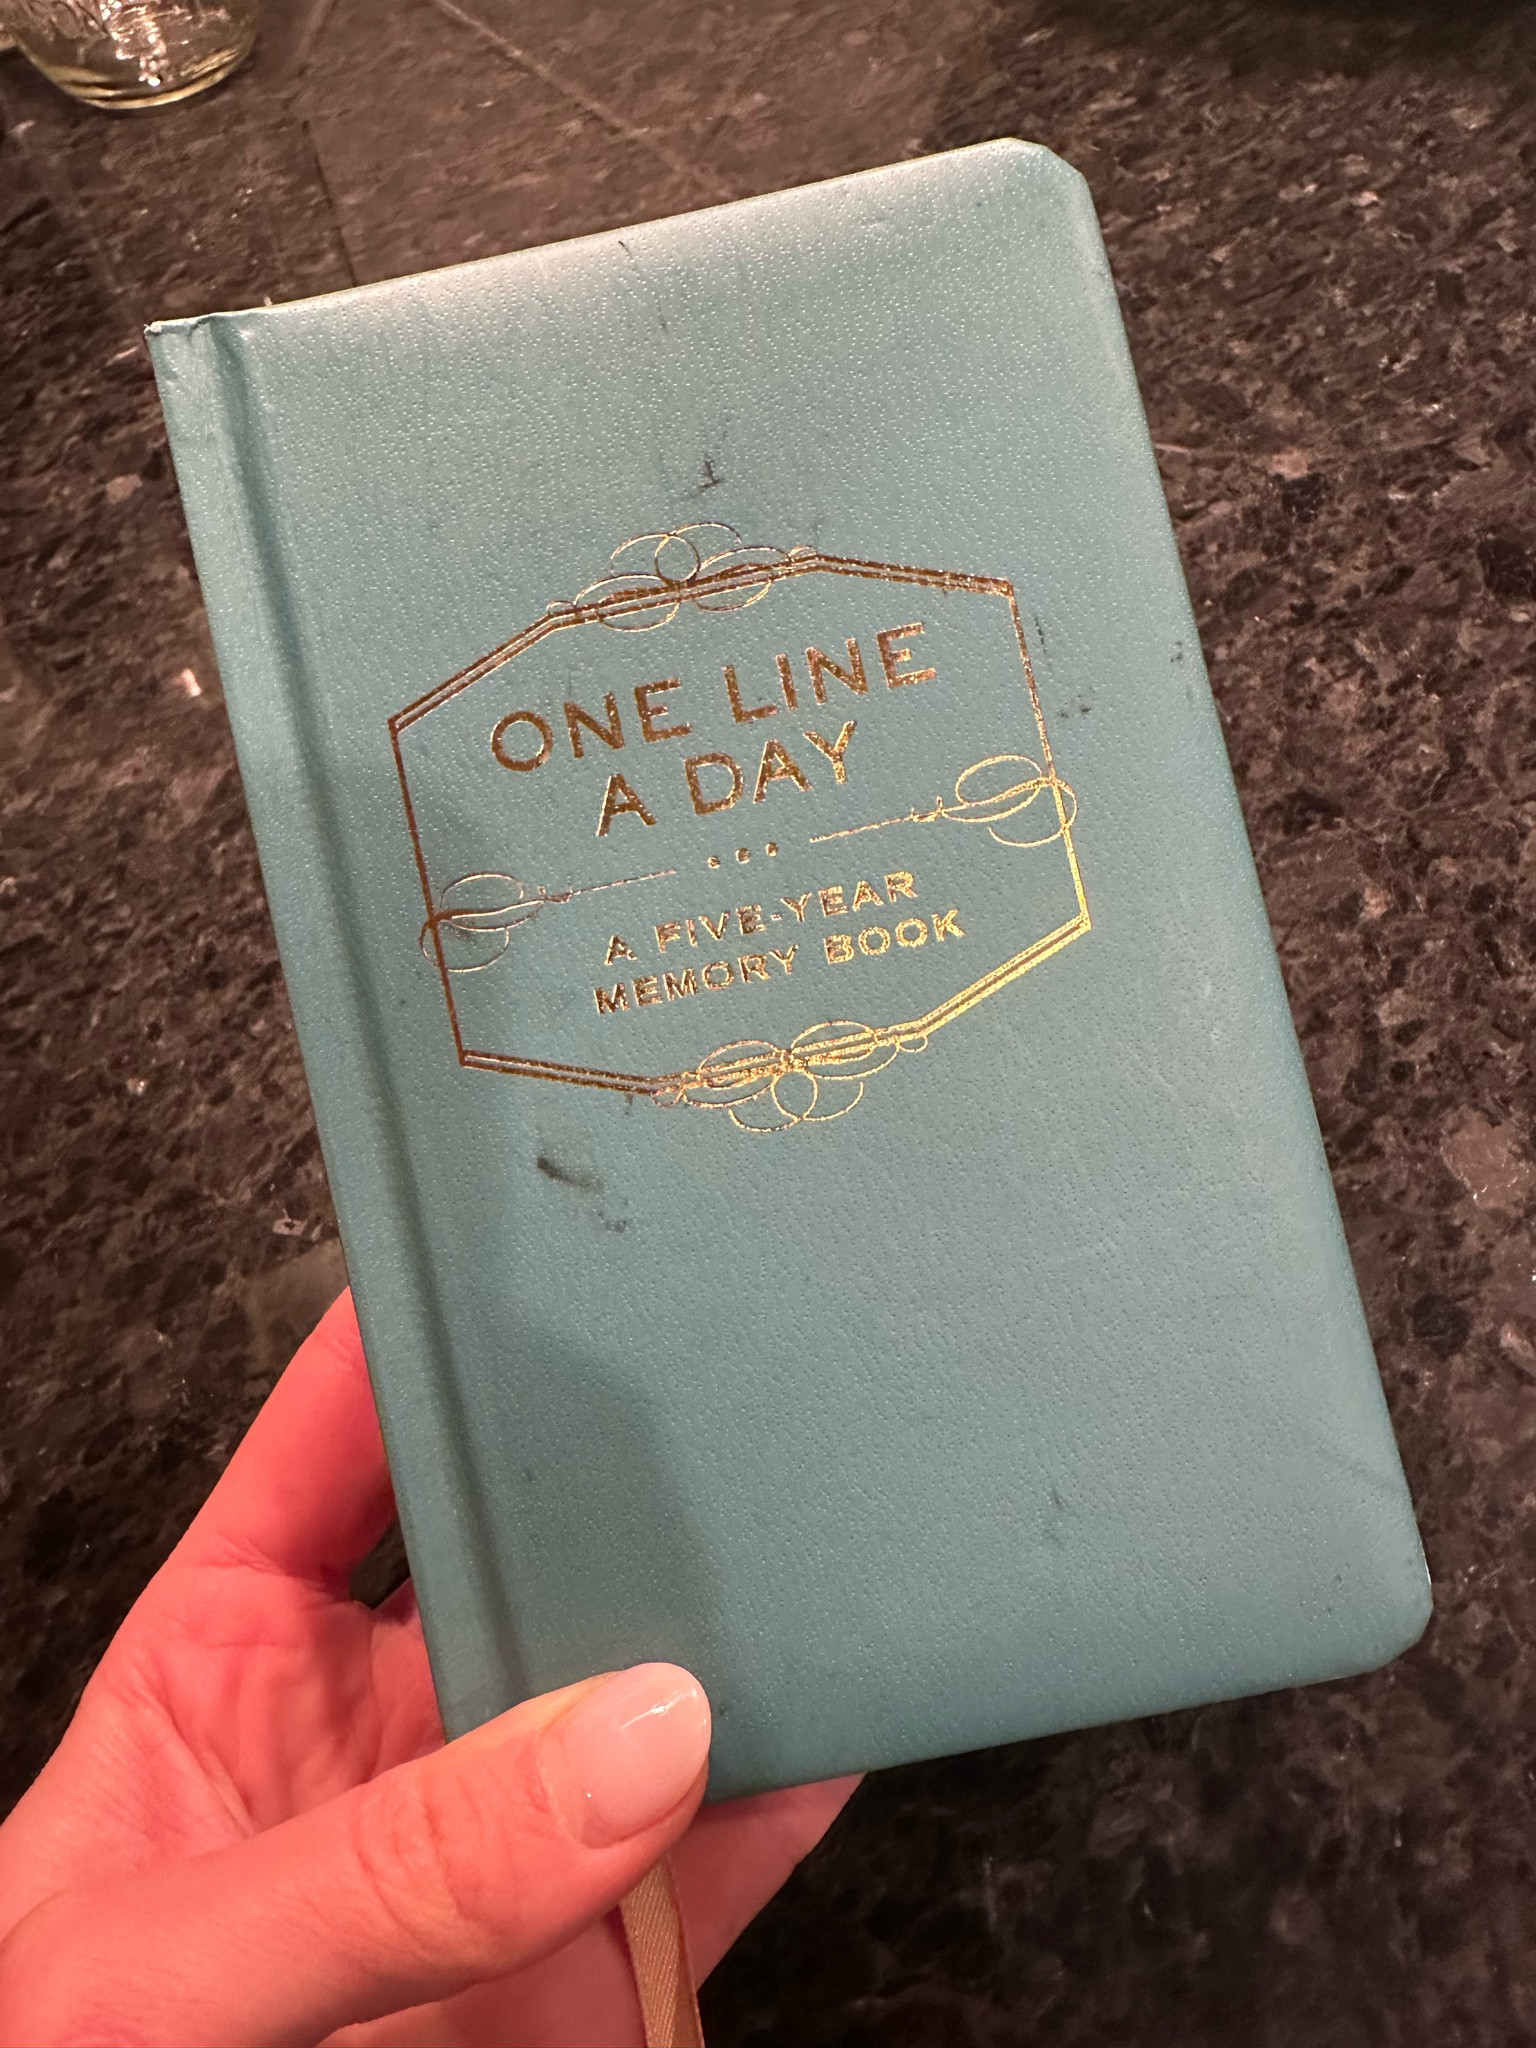 ONE LINE
A DAY
A FIVE-YEAR
MEMORY BOOK